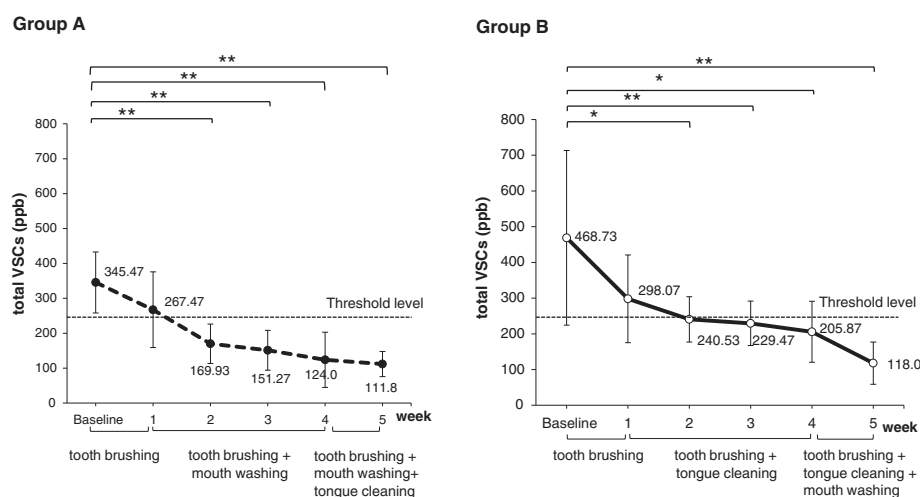 Group A
**
**
**
**
800
700
600
500
400
300
200
100
0
total VSCs (ppb)
345.47
267.47
169.93
151.27
124.0
111.8
Threshold level
Baseline 1 2 3 4 5 week
tooth brushing
tooth brushing +
mouth washing
tooth brushing +
mouth washing+
tongue cleaning
Group B
**
*
**
*
800
700
600
500
400
300
200
100
0
total VSCs (ppb)
468.73
298.07
240.53
229.47
205.87
118.0
Threshold level
Baseline 1 2 3 4 5 week
tooth brushing
tooth brushing +
tongue cleaning
tooth brushing +
tongue cleaning +
mouth washing